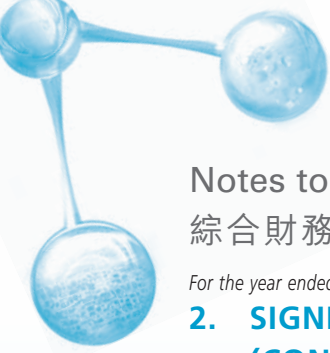 Notes to
綜合財務
For the year ended
2. SIGNI
(CON